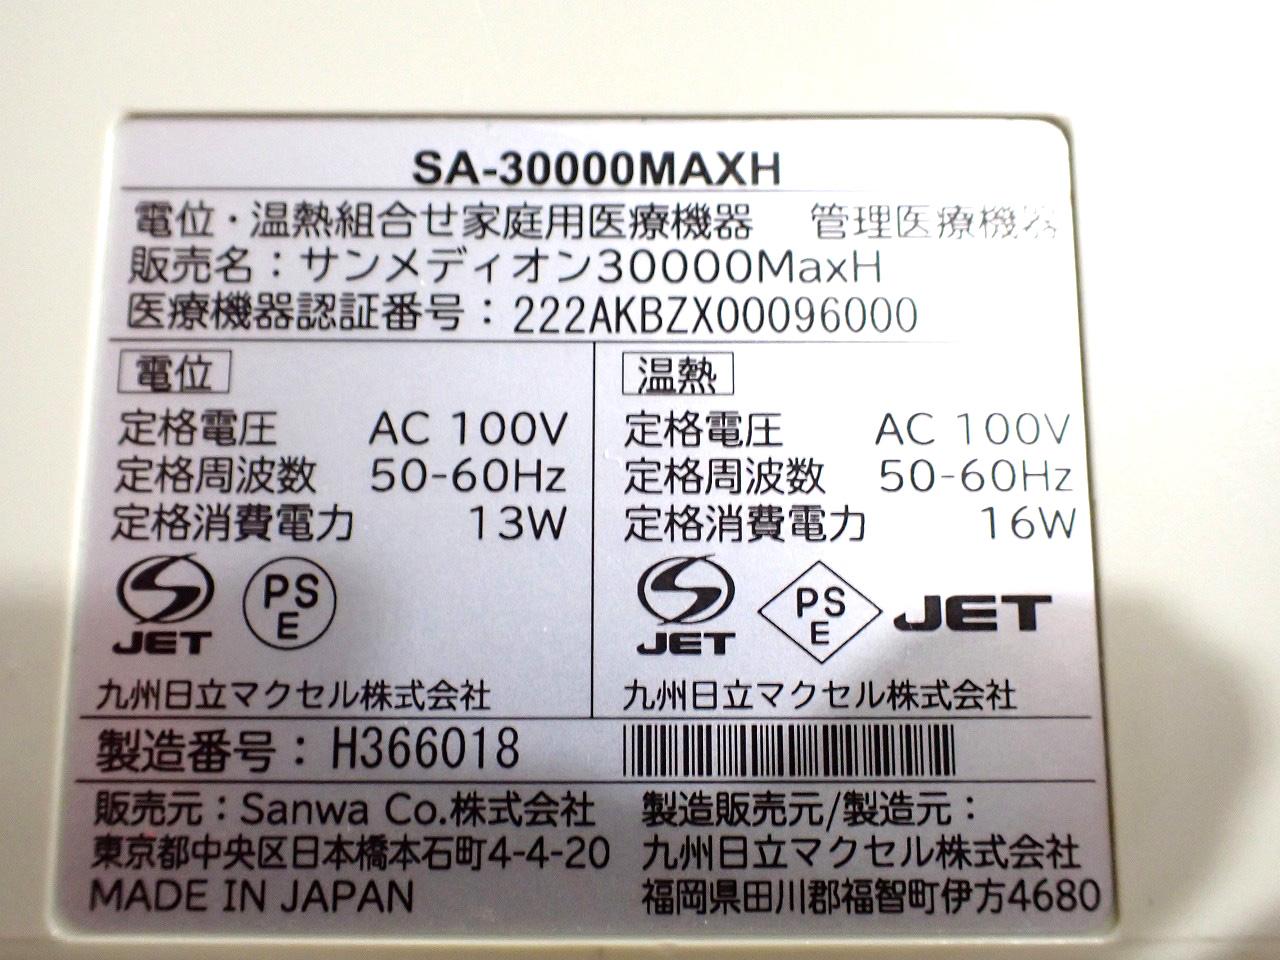 SA-30000MAXH
電位・温熱組合せ家庭用医療機器 管理医療機器
販売名：サンメディオン30000MaxH
医療機器認証番号：222AKBZX00096000
電位
定格電圧 AC 100V
定格周波数 50-60Hz
定格消費電力 13W
S JET PSE
九州日立マクセル株式会社
温熱
定格電圧 AC 100V
定格周波数 50-60Hz
定格消費電力 16W
S JET PSE JET
九州日立マクセル株式会社
製造番号：H366018
販売元：Sanwa Co.株式会社
東京都中央区日本橋本石町4-4-20
MADE IN JAPAN
製造販売元/製造元：
九州日立マクセル株式会社
福岡県田川郡福智町伊方4680